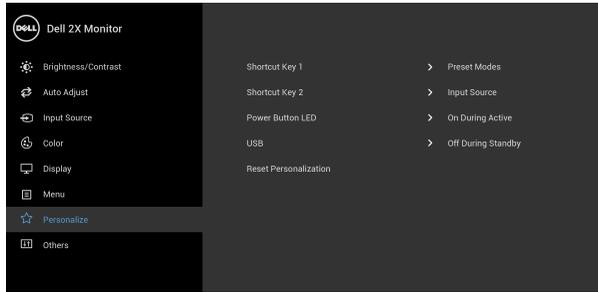 DELL Dell 2X Monitor
Brightness/Contrast
Auto Adjust
Input Source
Color
Display
Menu
Personalize
Others
Shortcut Key 1 > Preset Modes
Shortcut Key 2 > Input Source
Power Button LED > On During Active
USB > Off During Standby
Reset Personalization